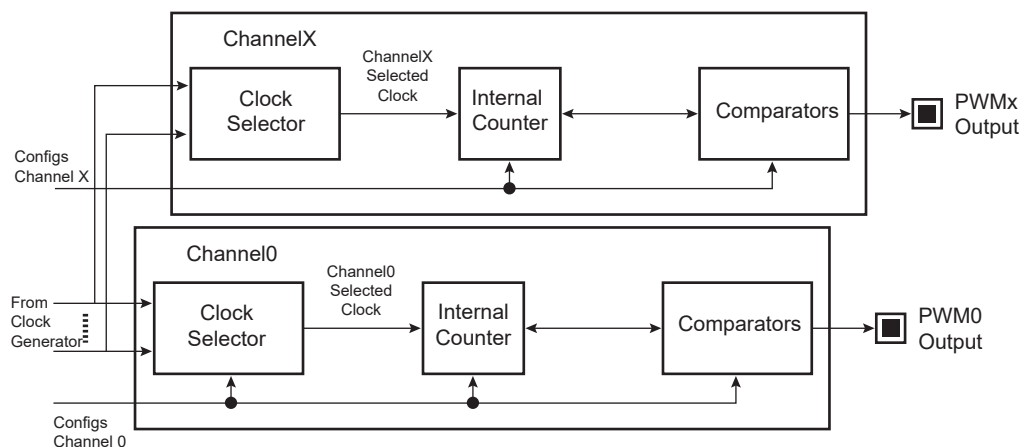 ChannelX
ChannelX
Selected
Clock
Clock
Selector
Internal
Counter
Comparators
PWMx
Output
Configs
Channel X
Channel0
Channel0
Selected
Clock
From
Clock
Generator
Clock
Selector
Internal
Counter
Comparators
PWM0
Output
Configs
Channel 0